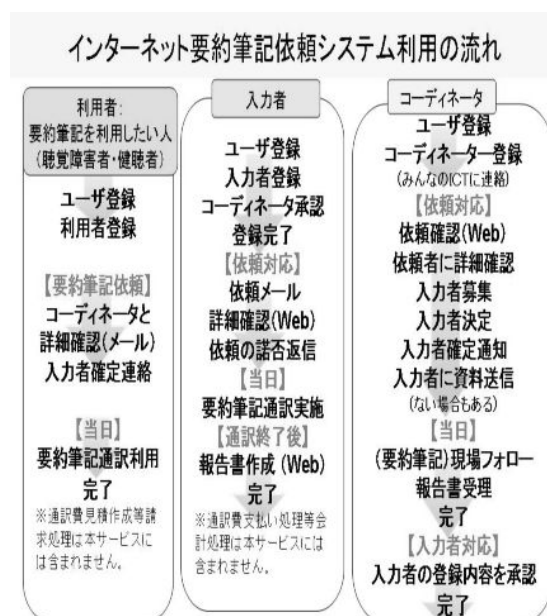 インターネット要約筆記依頼システム利用の流れ
利用者:
要約筆記を利用したい人
(聴覚障害者・健聴者)
ユーザ登録
利用者登録
【要約筆記依頼】
コーディネータと
詳細確認(メール)
入力者確定連絡
【当日】
要約筆記通訳利用
完了
※通訳費見積作成等請
求処理は本サービスに
は含まれません。
入力者
ユーザ登録
入力者登録
コーディネータ承認
登録完了
【依頼対応】
依頼メール
詳細確認(Web)
依頼の諾否返信
【当日】
要約筆記通訳実施
【通訳終了後】
報告書作成(Web)
完了
※通訳費支払い処理等会
計処理は本サービスには
含まれません。
コーディネータ
ユーザ登録
コーディネーター登録
(みんなのICTに連絡)
【依頼対応】
依頼確認(Web)
依頼者に詳細確認
入力者募集
入力者決定
入力者確定通知
入力者に資料送信
(ない場合もある)
【当日】
(要約筆記)現場フォロー
報告書受理
完了
【入力者対応】
入力者の登録内容を承認
完了